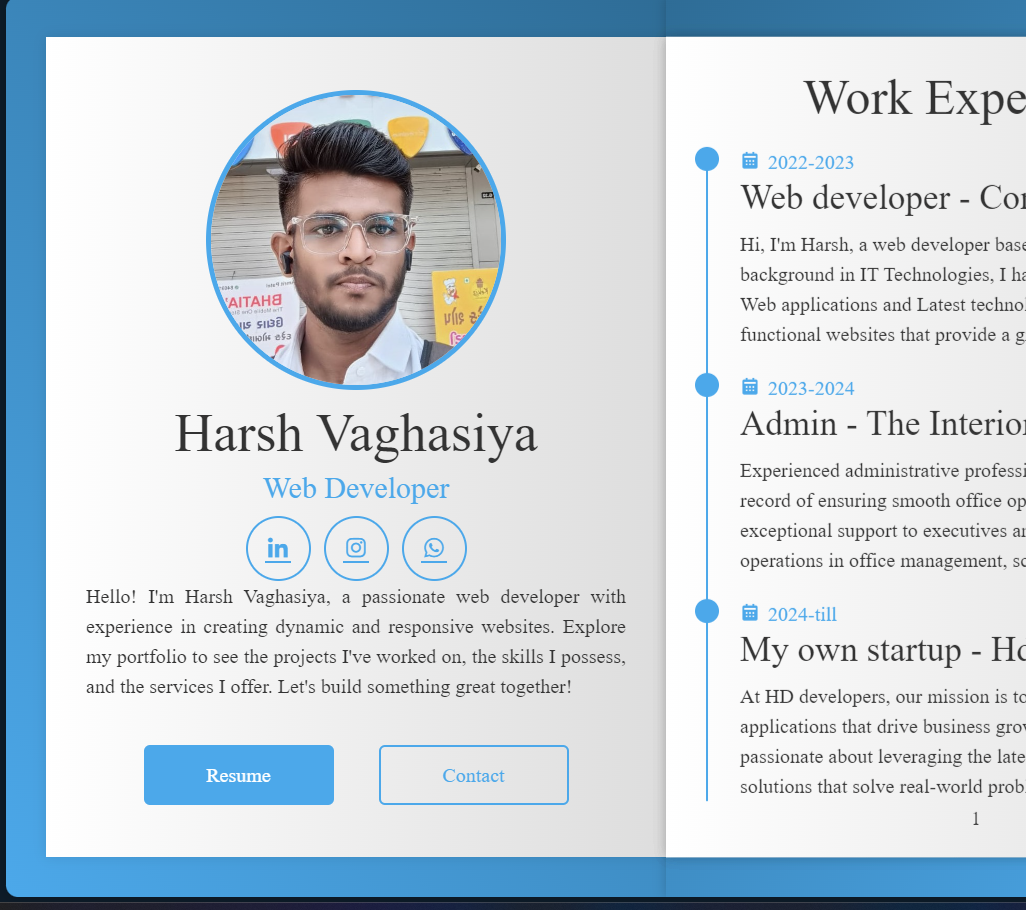 Harsh Vaghasiya
Web Developer
in
Hello! I'm Harsh Vaghasiya, a passionate web developer with
experience in creating dynamic and responsive websites. Explore
my portfolio to see the projects I've worked on, the skills I possess,
and the services I offer. Let's build something great together!
Resume
Contact
Work Expe
2022-2023
Web developer - Co
Hi, I'm Harsh, a web developer base
background in IT Technologies, I ha
Web applications and Latest techno
functional websites that provide a g
2023-2024
Admin - The Interio
Experienced administrative professi
record of ensuring smooth office op
exceptional support to executives a
operations in office management, sc
2024-till
My own startup - H
At HD developers, our mission is to
applications that drive business grow
passionate about leveraging the late
solutions that solve real-world prob
1